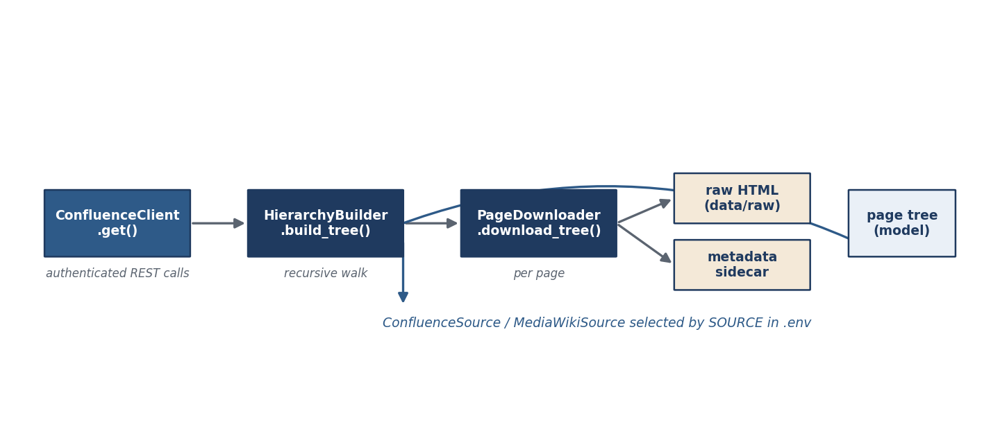 ConfluenceClient
.get()
authenticated REST calls
HierarchyBuilder
.build_tree()
recursive walk
PageDownloader
.download_tree()
per page
raw HTML
(data/raw)
metadata
sidecar
page tree
(model)
ConfluenceSource / MediaWikiSource selected by SOURCE in .env